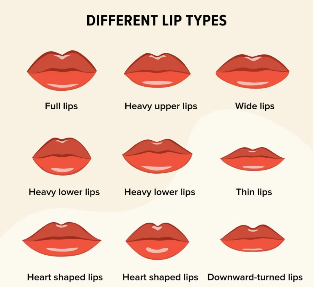 DIFFERENT LIP TYPES
Full lips
Heavy upper lips
Wide lips
Heavy lower lips
Heavy lower lips
Thin lips
Heart shaped lips
Heart shaped lips
Downward-turned lips